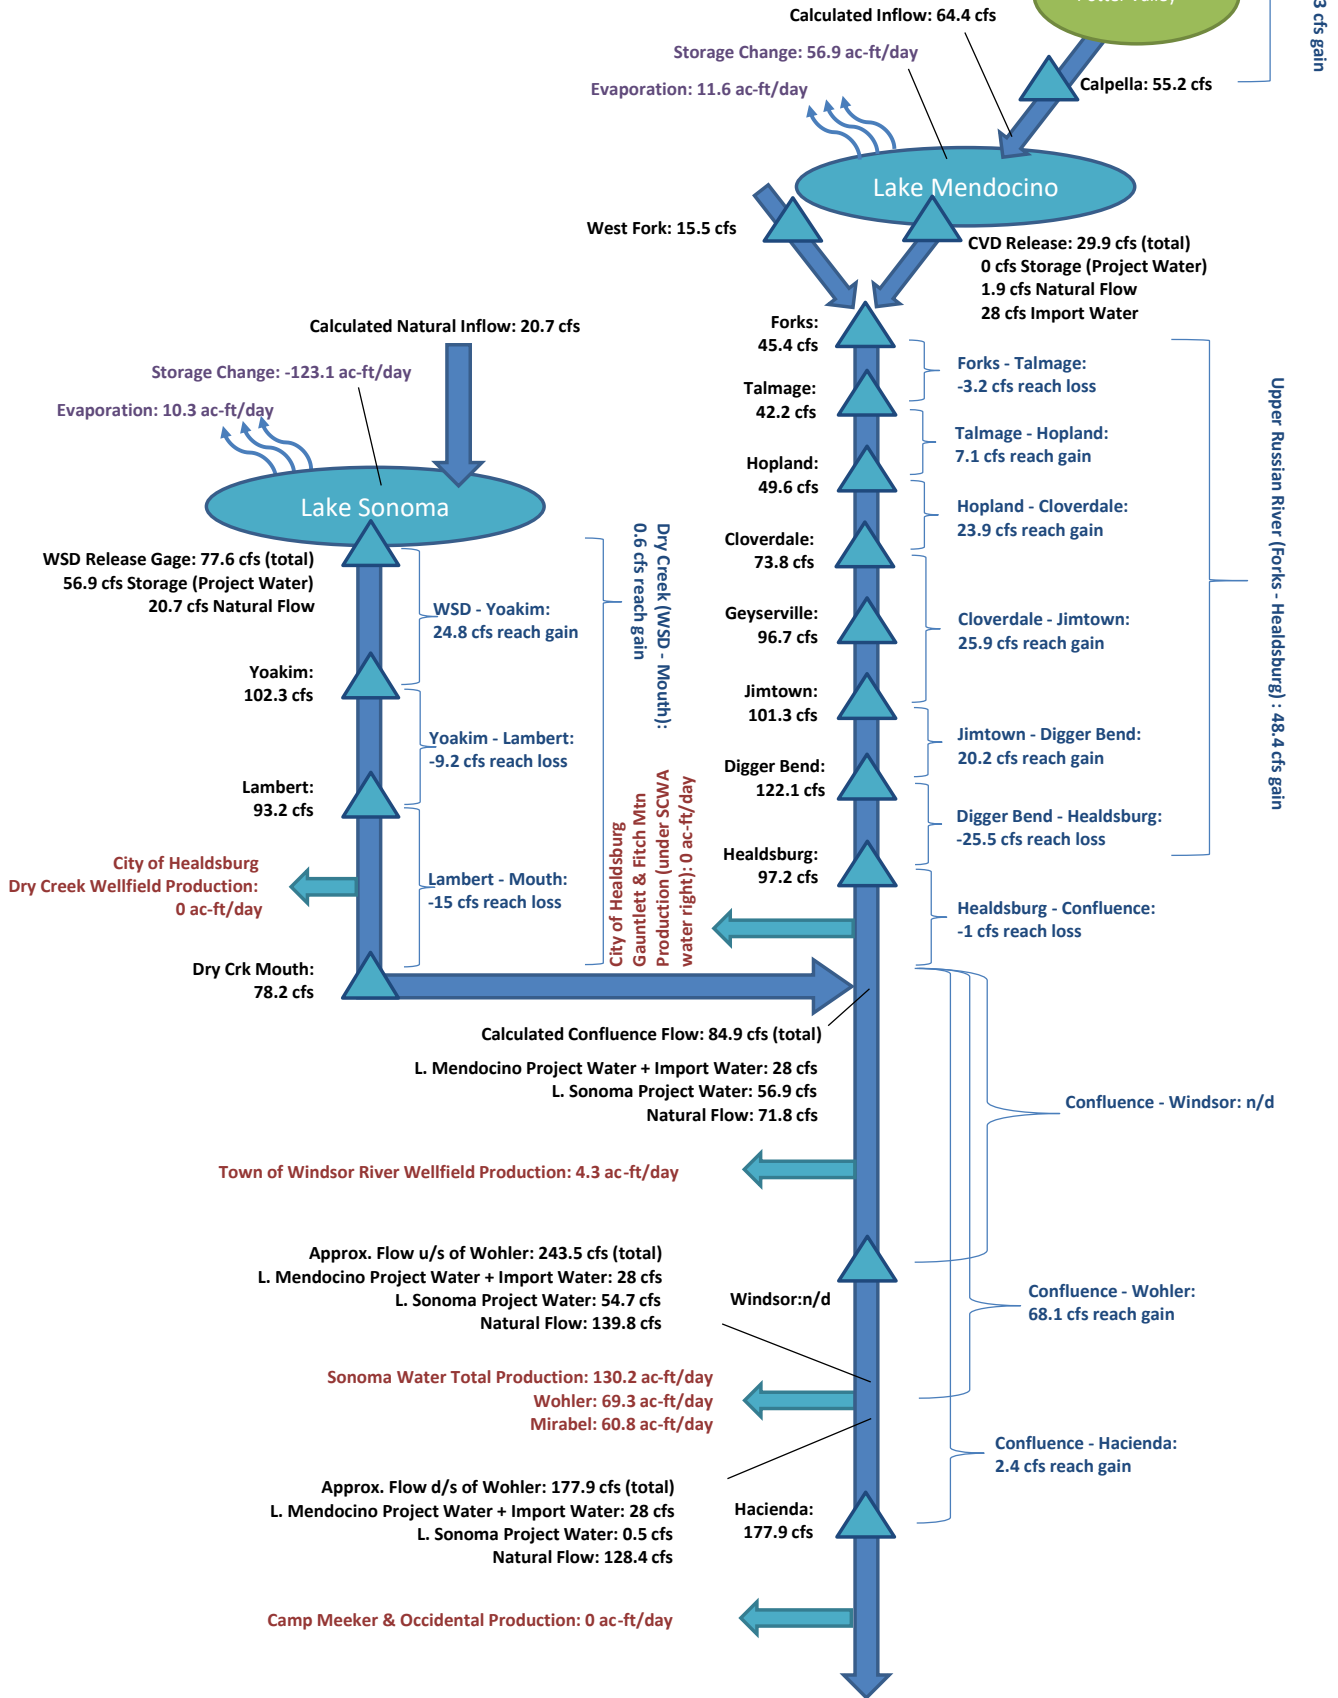 Potter Valley
3 cfs gain
Calculated Inflow: 64.4 cfs
Storage Change: 56.9 ac-ft/day
Evaporation: 11.6 ac-ft/day
Calpella: 55.2 cfs
Lake Mendocino
West Fork: 15.5 cfs
CVD Release: 29.9 cfs (total)
0 cfs Storage (Project Water)
1.9 cfs Natural Flow
28 cfs Import Water
Calculated Natural Inflow: 20.7 cfs
Storage Change: -123.1 ac-ft/day
Evaporation: 10.3 ac-ft/day
Lake Sonoma
WSD Release Gage: 77.6 cfs (total)
56.9 cfs Storage (Project Water)
20.7 cfs Natural Flow
WSD - Yoakim:
24.8 cfs reach gain
Yoakim:
102.3 cfs
Yoakim - Lambert:
-9.2 cfs reach loss
Lambert:
93.2 cfs
City of Healdsburg
Dry Creek Wellfield Production:
0 ac-ft/day
Lambert - Mouth:
-15 cfs reach loss
Dry Crk Mouth:
78.2 cfs
Dry Creek (WSD - Mouth):
0.6 cfs reach gain
City of Healdsburg
Gauntlett & Fitch Mtn
Production (under SCWA
water right): 0 ac-ft/day
Forks:
45.4 cfs
Forks - Talmage:
-3.2 cfs reach loss
Talmage:
42.2 cfs
Talmage - Hopland:
7.1 cfs reach gain
Hopland:
49.6 cfs
Hopland - Cloverdale:
23.9 cfs reach gain
Cloverdale:
73.8 cfs
Geyserville:
96.7 cfs
Cloverdale - Jimtown:
25.9 cfs reach gain
Jimtown:
101.3 cfs
Jimtown - Digger Bend:
20.2 cfs reach gain
Digger Bend:
122.1 cfs
Digger Bend - Healdsburg:
-25.5 cfs reach loss
Healdsburg:
97.2 cfs
Upper Russian River (Forks - Healdsburg) : 48.4 cfs gain
Healdsburg - Confluence:
-1 cfs reach loss
Calculated Confluence Flow: 84.9 cfs (total)
L. Mendocino Project Water + Import Water: 28 cfs
L. Sonoma Project Water: 56.9 cfs
Natural Flow: 71.8 cfs
Confluence - Windsor: n/d
Town of Windsor River Wellfield Production: 4.3 ac-ft/day
Approx. Flow u/s of Wohler: 243.5 cfs (total)
L. Mendocino Project Water + Import Water: 28 cfs
L. Sonoma Project Water: 54.7 cfs
Natural Flow: 139.8 cfs
Windsor:n/d
Confluence - Wohler:
68.1 cfs reach gain
Sonoma Water Total Production: 130.2 ac-ft/day
Wohler: 69.3 ac-ft/day
Mirabel: 60.8 ac-ft/day
Confluence - Hacienda:
2.4 cfs reach gain
Approx. Flow d/s of Wohler: 177.9 cfs (total)
L. Mendocino Project Water + Import Water: 28 cfs
L. Sonoma Project Water: 0.5 cfs
Natural Flow: 128.4 cfs
Hacienda:
177.9 cfs
Camp Meeker & Occidental Production: 0 ac-ft/day